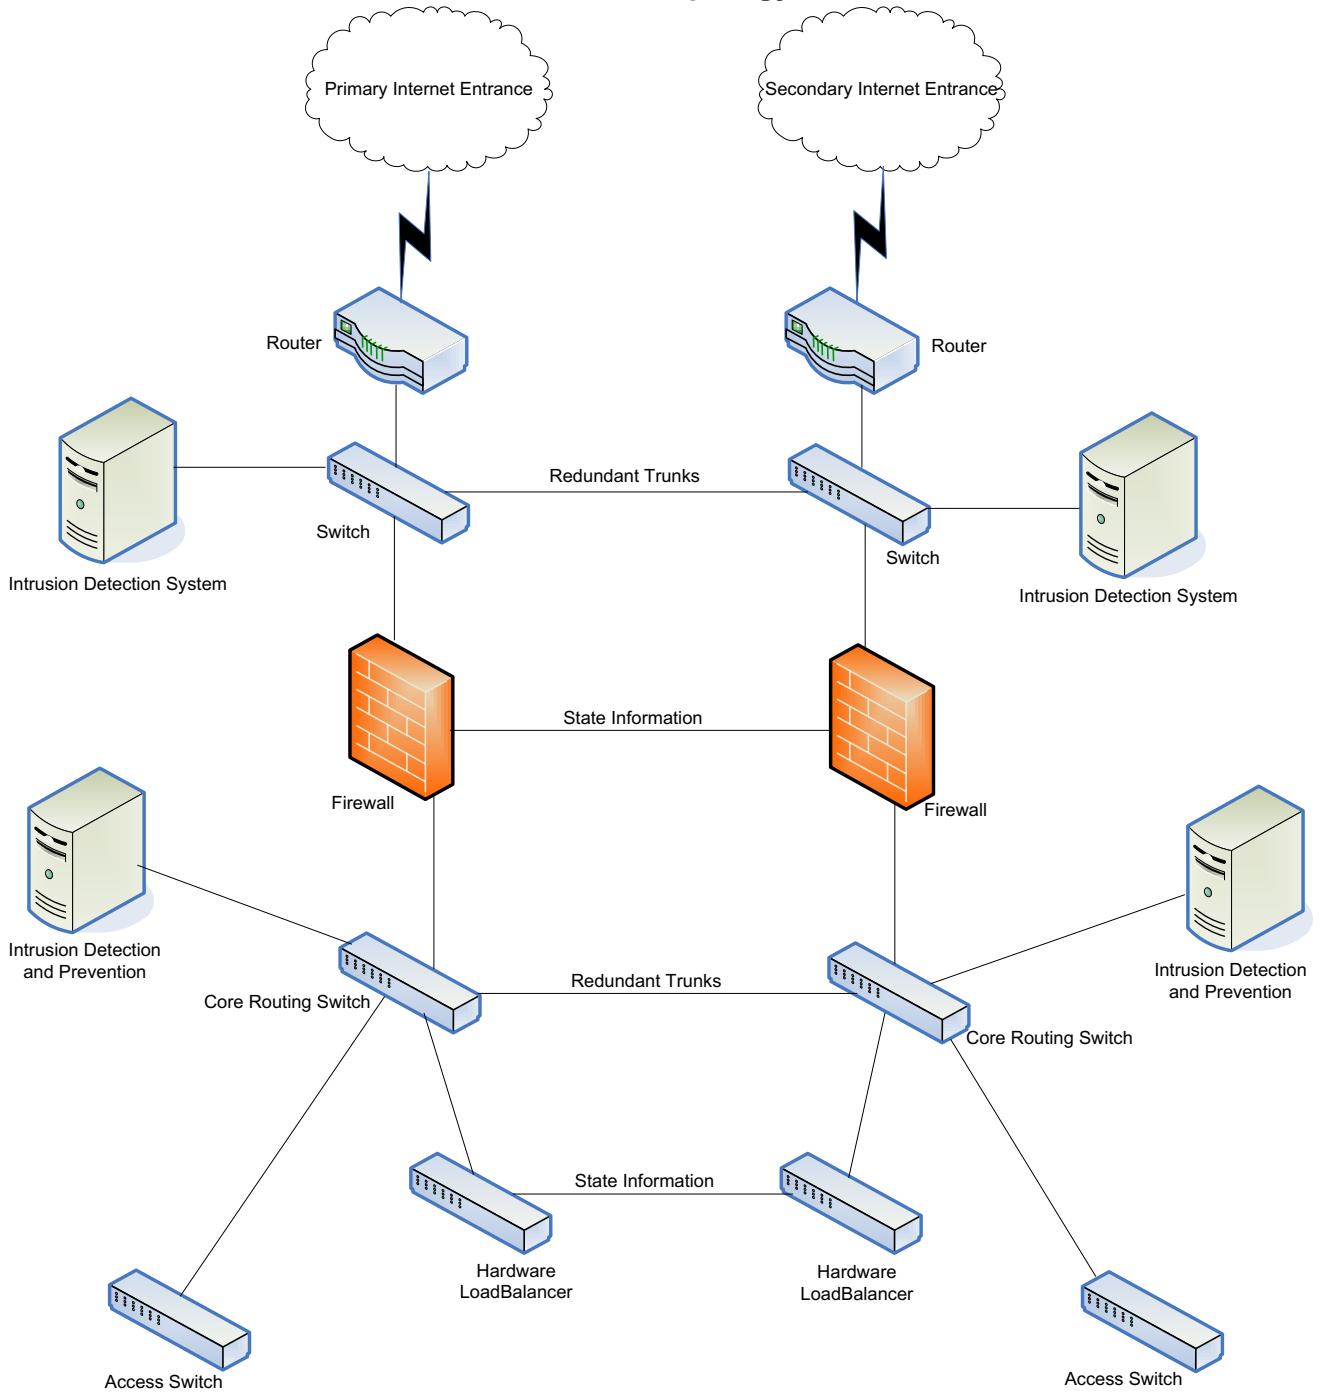 Primary Internet Entrance
Secondary Internet Entrance
Router
Router
Redundant Trunks
Switch
Switch
Intrusion Detection System
Intrusion Detection System
State Information
Firewall
Firewall
Intrusion Detection
and Prevention
Intrusion Detection
and Prevention
Redundant Trunks
Core Routing Switch
Core Routing Switch
State Information
Hardware
LoadBalancer
Hardware
LoadBalancer
Access Switch
Access Switch